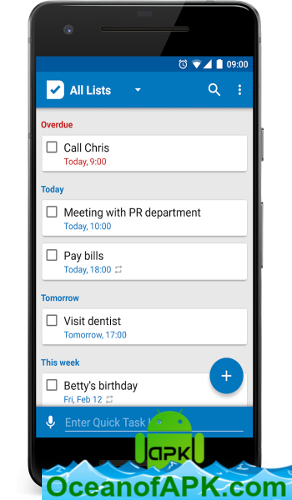 09:00
All Lists
Overdue
Call Chris
Today, 9:00
Today
Meeting with PR department
Today, 10:00
Pay bills
Today, 18:00
Tomorrow
Visit dentist
Tomorrow, 17:00
This week
Betty's birthday
Fri, Feb 12
Enter Quick Task
apk
OceanofAPK.com